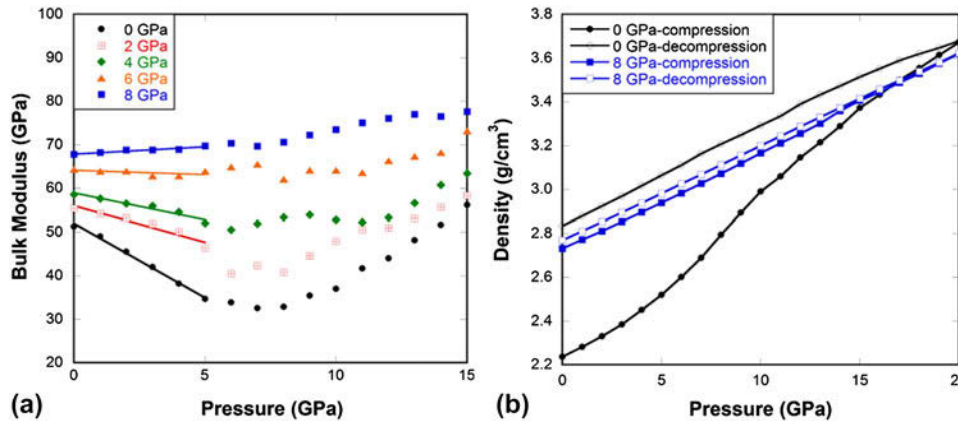 100
90
80
70
60
50
40
30
20
Bulk Modulus (GPa)
0 GPa
2 GPa
4 GPa
6 GPa
8 GPa
0 5 10 15
Pressure (GPa)
(a)
3.8
3.6
3.4
3.2
3.0
2.8
2.6
2.4
2.2
Density (g/cm³)
0 GPa-compression
0 GPa-decompression
8 GPa-compression
8 GPa-decompression
0 5 10 15 2
Pressure (GPa)
(b)